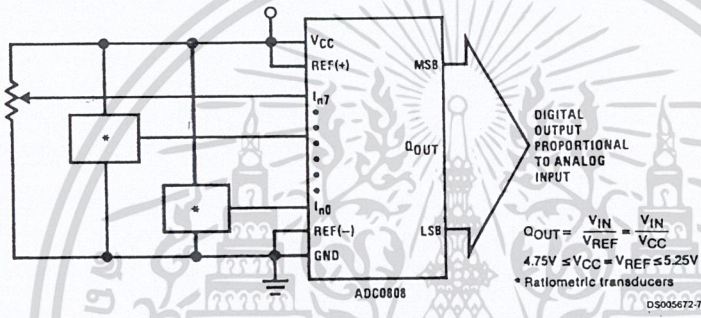 VCC
REF(+)
MSB
In7
*
*
QOUT
In0
REF(−)
LSB
GND
ADC0808
DIGITAL
OUTPUT
PROPORTIONAL
TO ANALOG
INPUT
QOUT = VIN/VREF = VIN/VCC
4.75V ≤ VCC = VREF ≤ 5.25V
* Ratiometric transducers
DS005672-7